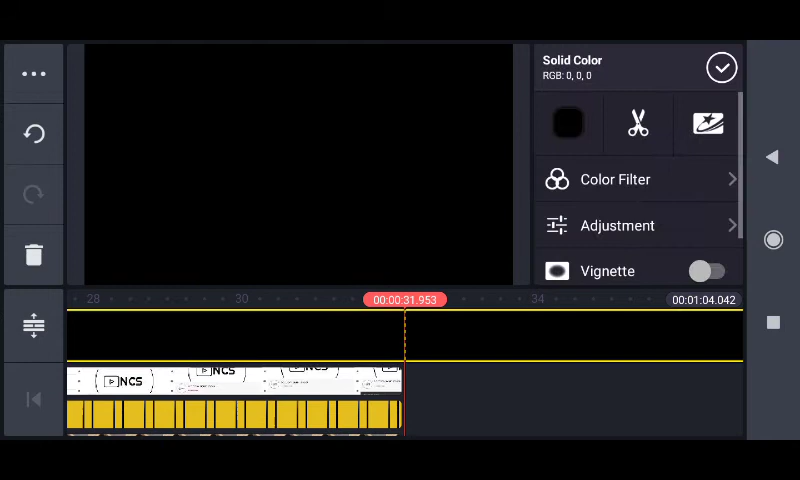 Solid Color
RGB: 0, 0, 0
Color Filter
Adjustment
Vignette
28
30
00:00:31.953
34
00:01:04.042
NCS
NCS
NCS
NCS